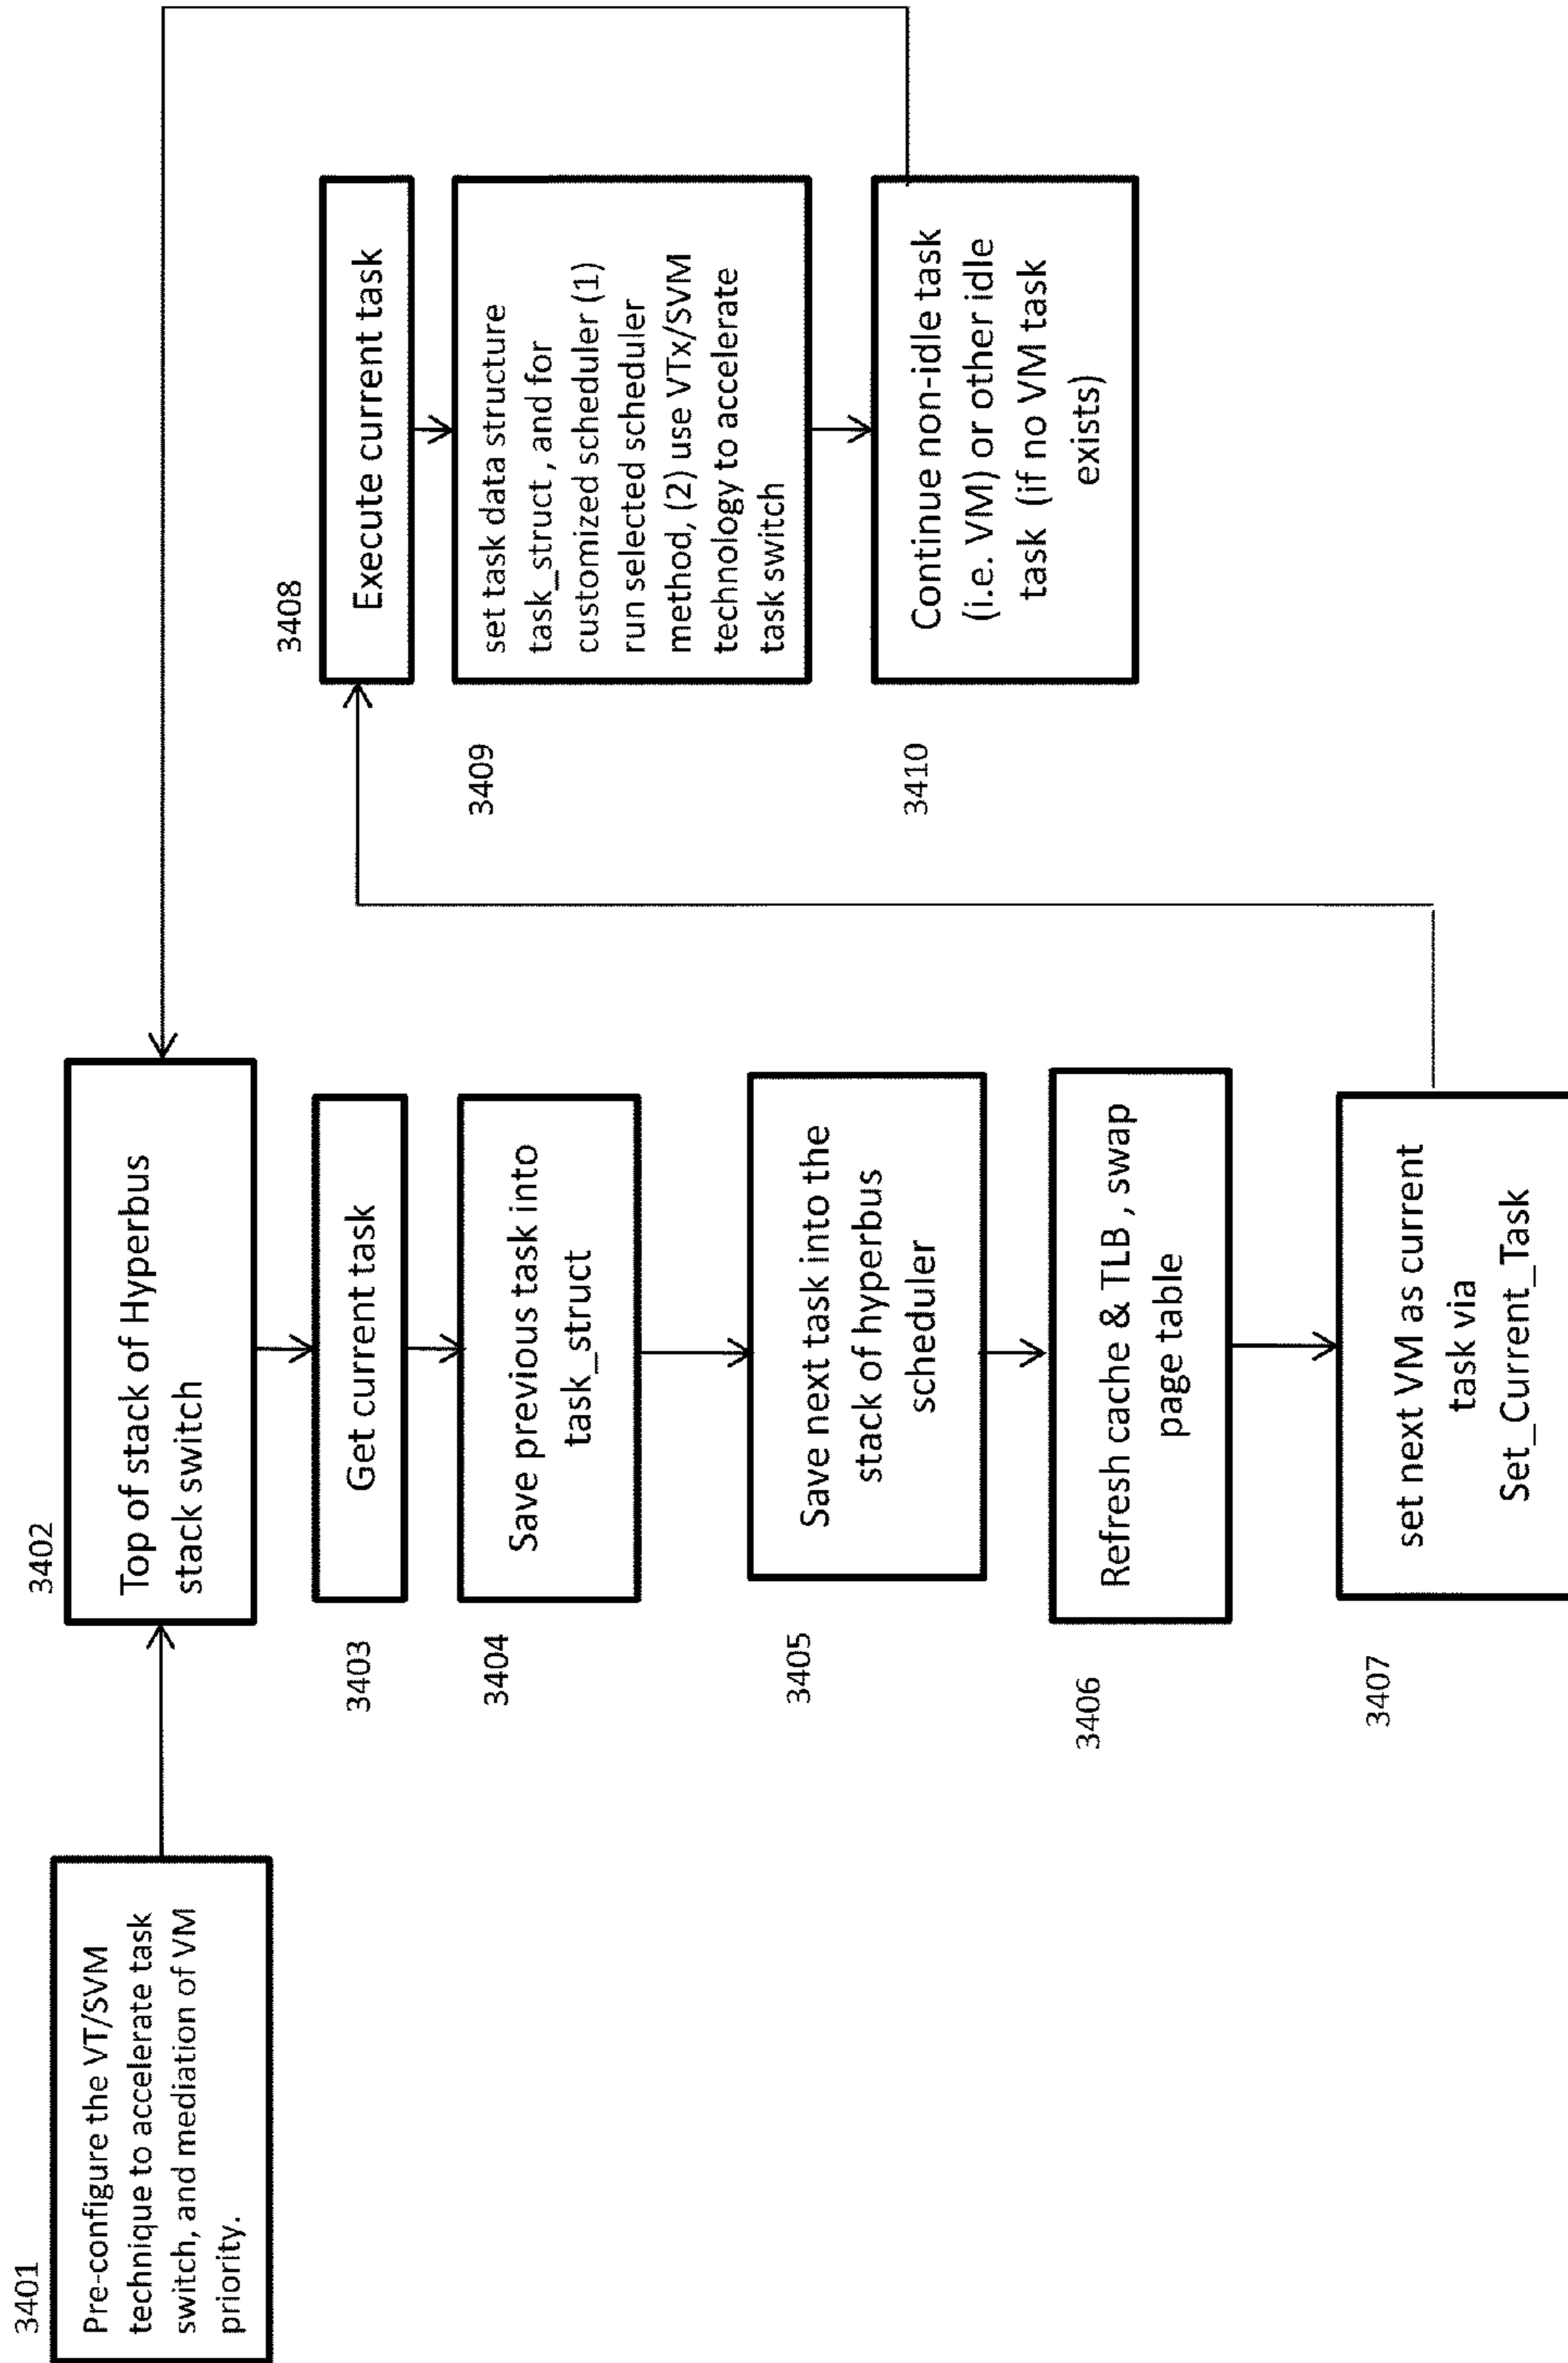 3401
Pre-configure the VT/SVM
technique to accelerate task
switch, and mediation of VM
priority.
3402
Top of stack of Hyperbus
stack switch
3403
Get current task
3404
Save previous task into
task_struct
3405
Save next task into the
stack of hyperbus
scheduler
3406
Refresh cache & TLB , swap
page table
3407
set next VM as current
task via
Set_Current_Task
3408
Execute current task
3409
set task data structure
task_struct , and for
customized scheduler (1)
run selected scheduler
method, (2) use VTx/SVM
technology to accelerate
task switch
3410
Continue non-idle task
(i.e. VM) or other idle
task (if no VM task
exists)